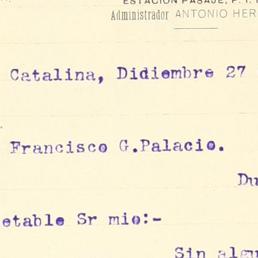 ESTACION PASAJE, F. I.
Administrador ANTONIO HER
Catalina, Didiembre 27
Francisco G.Palacio.
Du
etable Sr mio:-
Sin algu